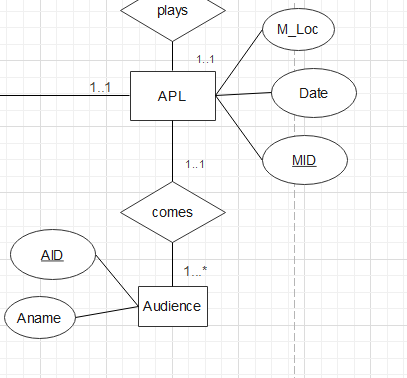 plays
M_Loc
1..1
1..1
APL
Date
1..1
MID
comes
AID
1...*
Aname
Audience